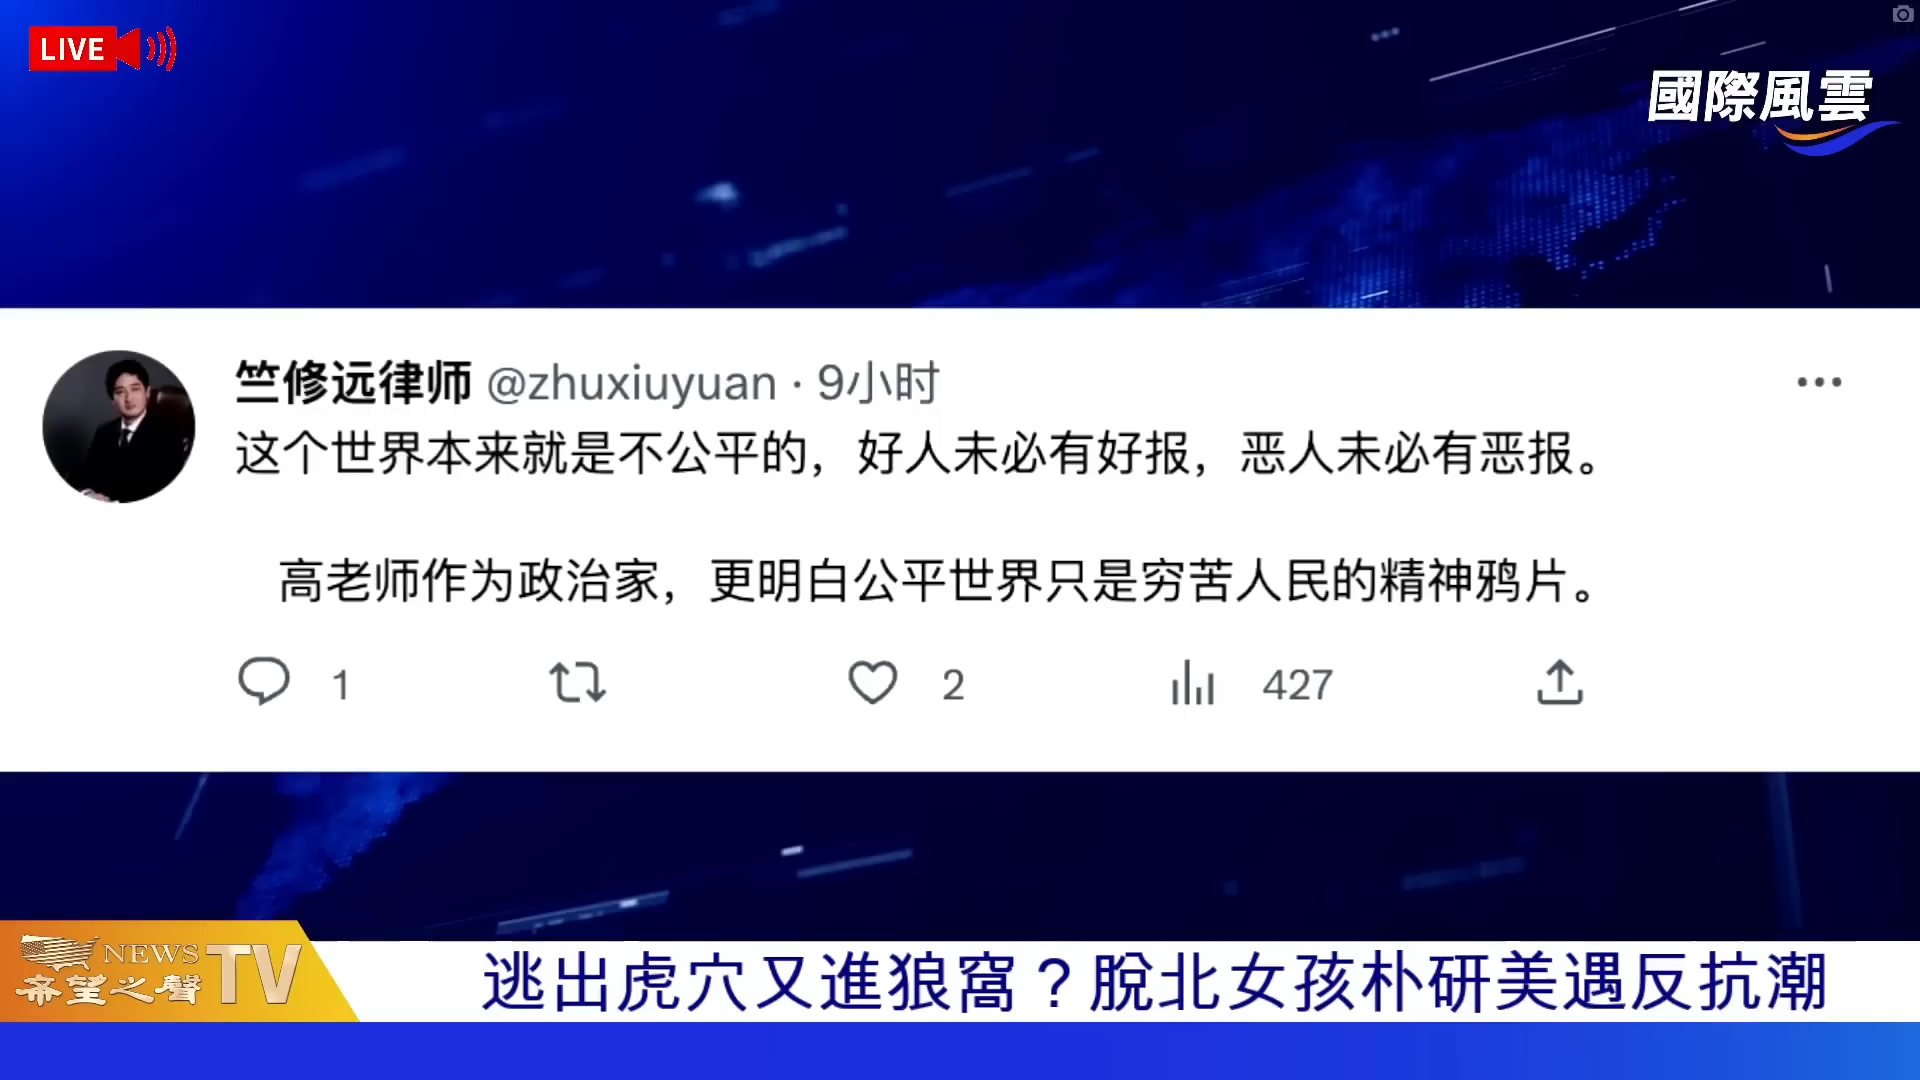 LIVE
國際風雲
竺修远律师 @zhuxiuyuan · 9小时
这个世界本来就是不公平的，好人未必有好报，恶人未必有恶报。
高老师作为政治家，更明白公平世界只是穷苦人民的精神鸦片。
1 2 427
NEWS
希望之聲 TV
逃出虎穴又進狼窩？脫北女孩朴研美遇反抗潮